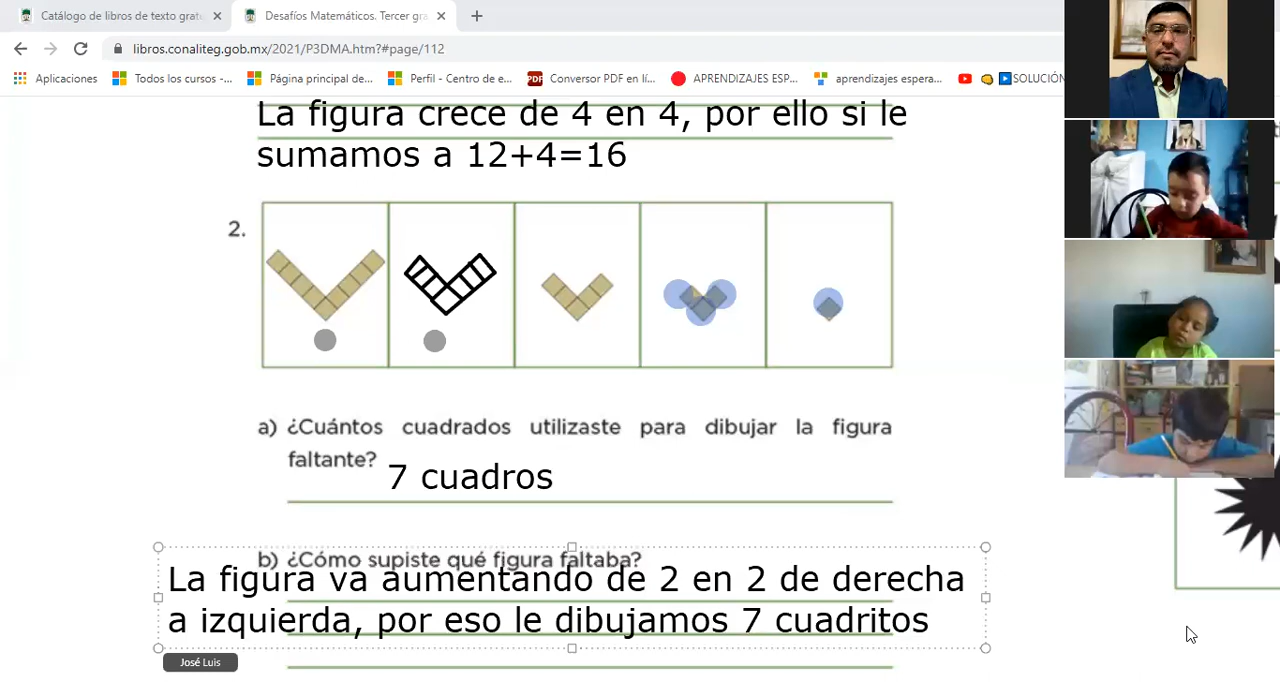 Catálogo de libros de texto gratu
Desafíos Matemáticos. Tercer gra
libros.conaliteg.gob.mx/2021/P3DMA.htm?#page/112
Aplicaciones
Todos los cursos -...
Página principal de...
Perfil - Centro de e...
PDF
Conversor PDF en lí...
APRENDIZAJES ESP...
aprendizajes espera...
SOLUCIÓN
La figura crece de 4 en 4, por ello si le
sumamos a 12+4=16
2.
a) ¿Cuántos cuadrados utilizaste para dibujar la figura
faltante?
7 cuadros
b) ¿Cómo supiste qué figura faltaba?
La figura va aumentando de 2 en 2 de derecha
a izquierda, por eso le dibujamos 7 cuadritos
José Luis